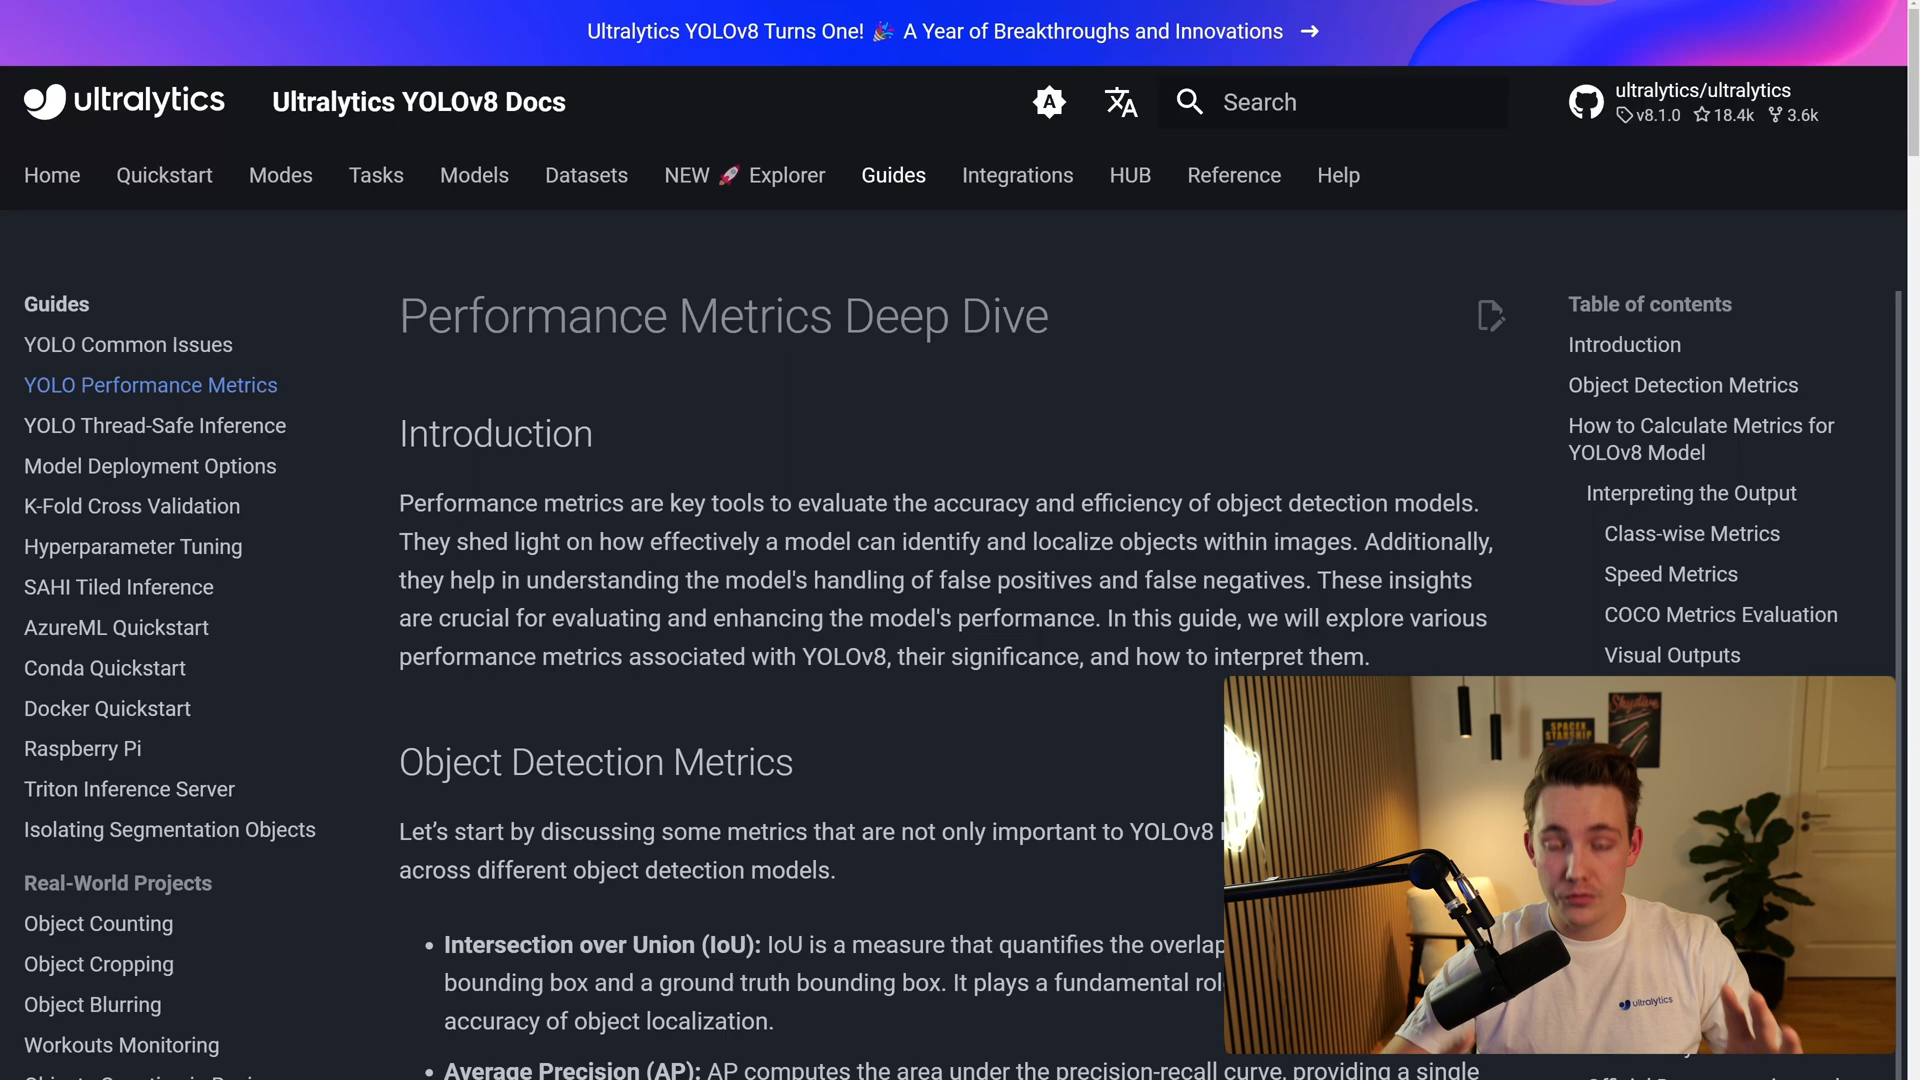 Ultralytics YOLOv8 Turns One! 🎉 A Year of Breakthroughs and Innovations →
ultralytics
Ultralytics YOLOv8 Docs
Search
ultralytics/ultralytics
v8.1.0 18.4k 3.6k
Home Quickstart Modes Tasks Models Datasets NEW 🚀 Explorer Guides Integrations HUB Reference Help
Guides
YOLO Common Issues
YOLO Performance Metrics
YOLO Thread-Safe Inference
Model Deployment Options
K-Fold Cross Validation
Hyperparameter Tuning
SAHI Tiled Inference
AzureML Quickstart
Conda Quickstart
Docker Quickstart
Raspberry Pi
Triton Inference Server
Isolating Segmentation Objects
Real-World Projects
Object Counting
Object Cropping
Object Blurring
Workouts Monitoring
Performance Metrics Deep Dive
Introduction
Performance metrics are key tools to evaluate the accuracy and efficiency of object detection models.
They shed light on how effectively a model can identify and localize objects within images. Additionally,
they help in understanding the model's handling of false positives and false negatives. These insights
are crucial for evaluating and enhancing the model's performance. In this guide, we will explore various
performance metrics associated with YOLOv8, their significance, and how to interpret them.
Object Detection Metrics
Let’s start by discussing some metrics that are not only important to YOLOv8
across different object detection models.
• Intersection over Union (IoU): IoU is a measure that quantifies the overlap
bounding box and a ground truth bounding box. It plays a fundamental
accuracy of object localization.
• Average Precision (AP): AP computes the area under the precision-recall curve, providing a single
Table of contents
Introduction
Object Detection Metrics
How to Calculate Metrics for
YOLOv8 Model
Interpreting the Output
Class-wise Metrics
Speed Metrics
COCO Metrics Evaluation
Visual Outputs
Skydive
SPACEX
STARSHIP
ultralytics